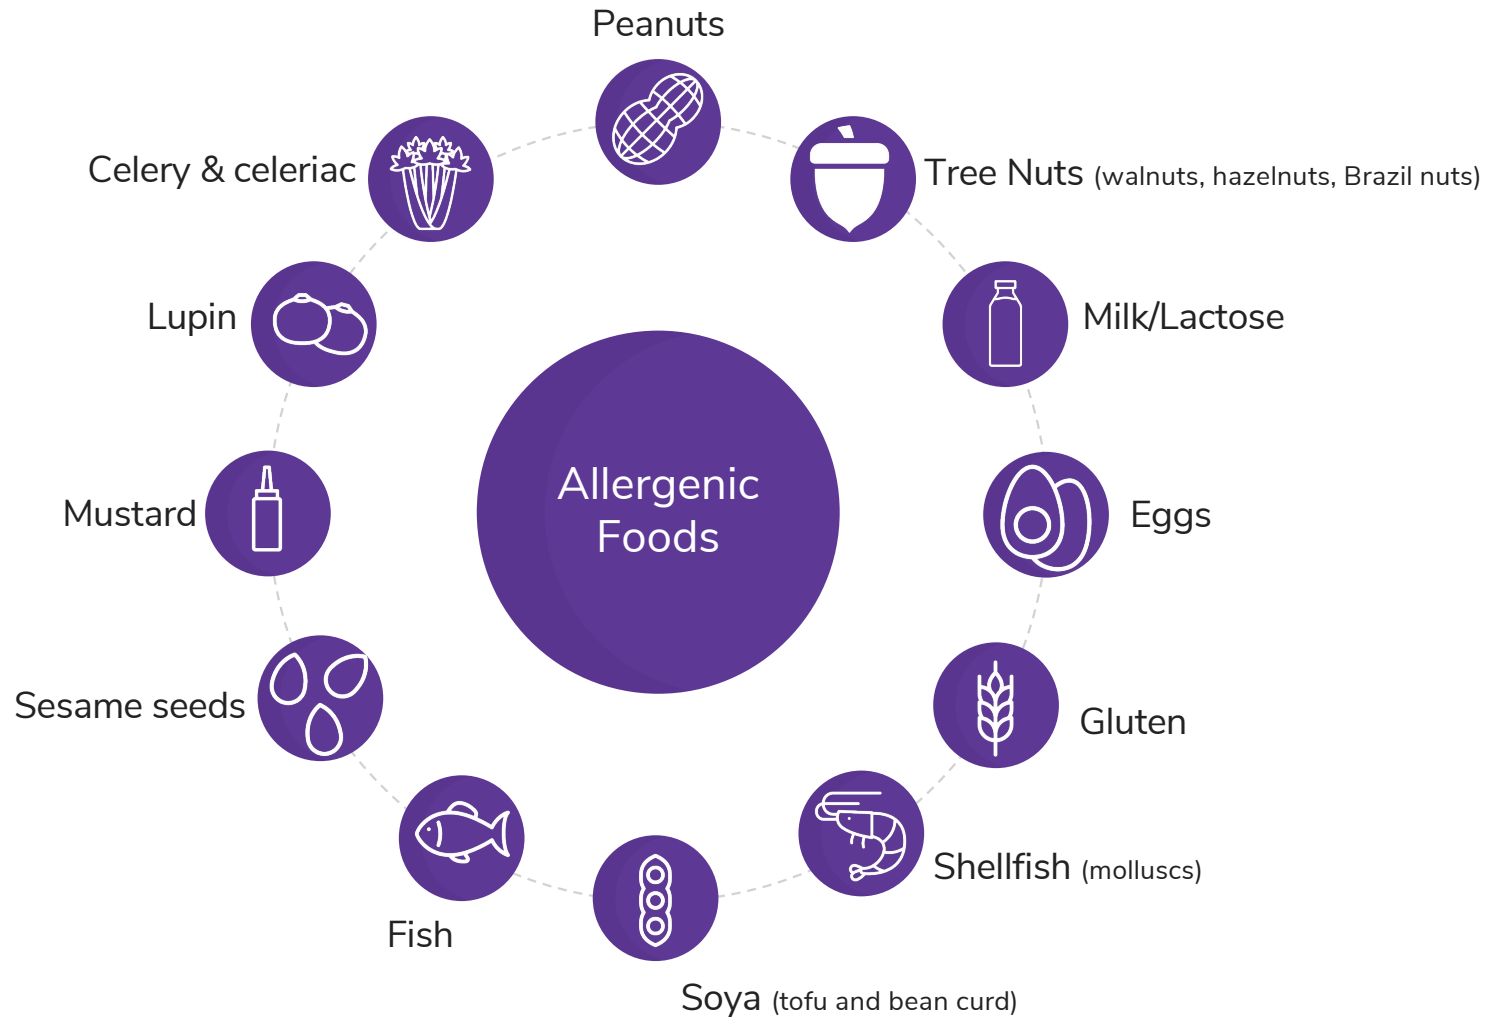 Peanuts
Tree Nuts (walnuts, hazelnuts, Brazil nuts)
Celery & celeriac
Lupin
Milk/Lactose
Allergenic
Foods
Mustard
Eggs
Sesame seeds
Gluten
Shellfish (molluscs)
Fish
Soya (tofu and bean curd)